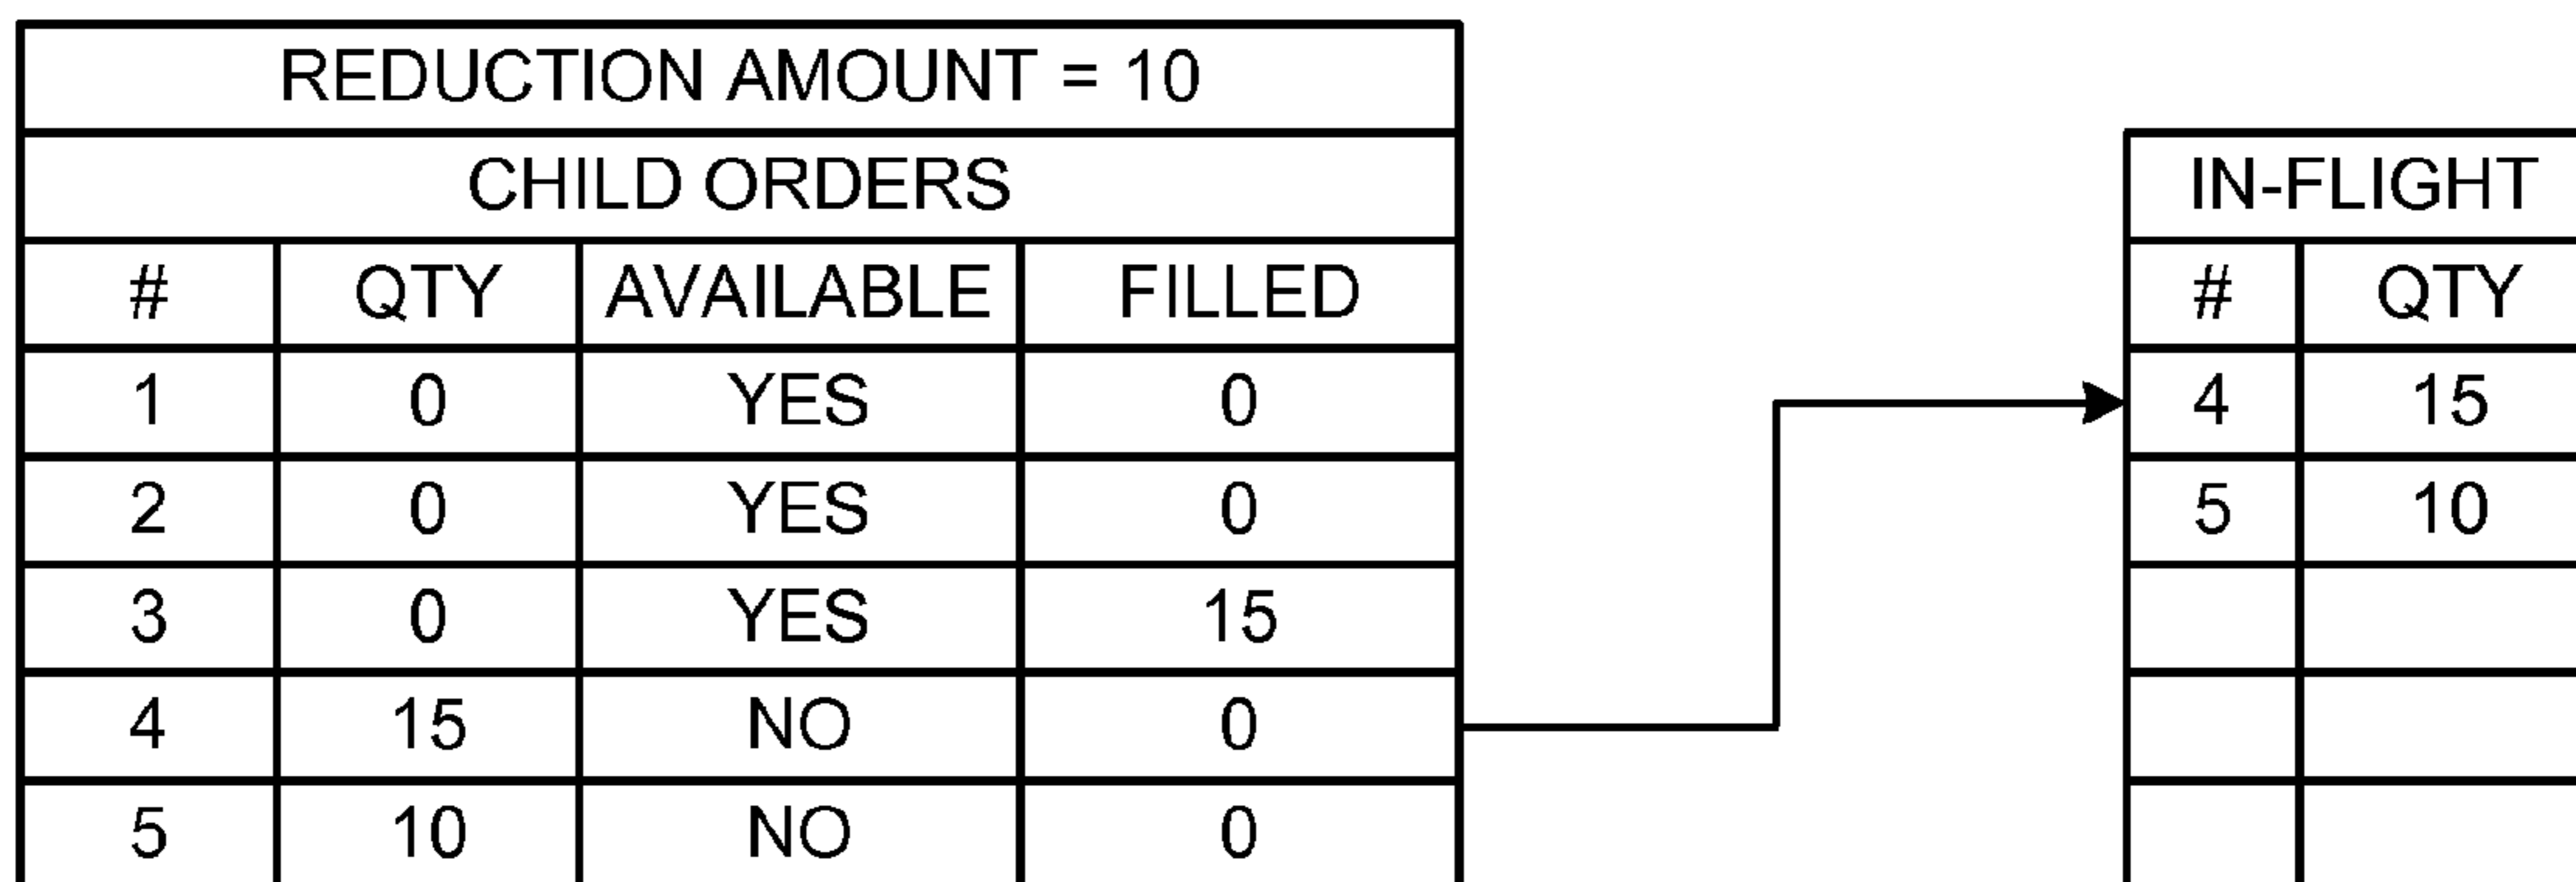 REDUCTION AMOUNT = 10
CHILD ORDERS
# QTY AVAILABLE FILLED
1 0 YES 0
2 0 YES 0
3 0 YES 15
4 15 NO 0
5 10 NO 0
IN-FLIGHT
# QTY
4 15
5 10